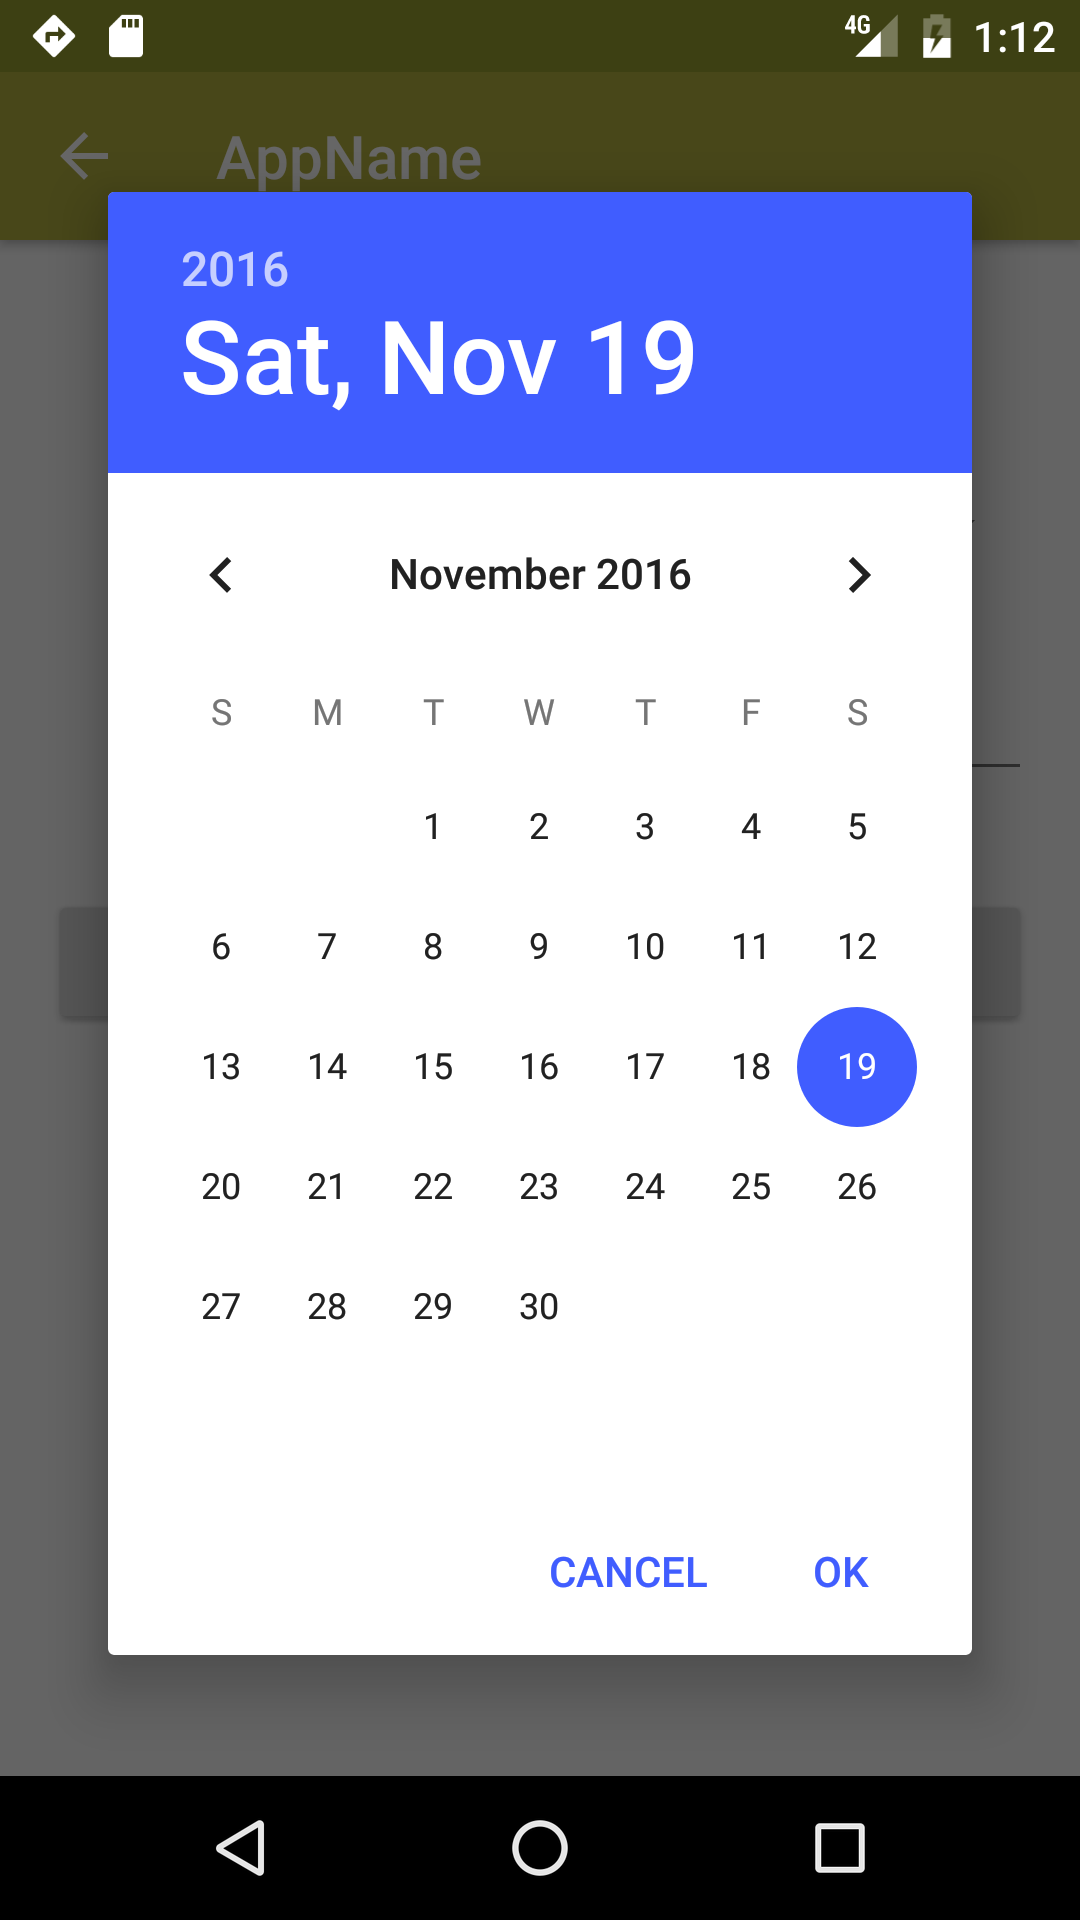 4G 1:12
AppName
2016
Sat, Nov 19
November 2016
S M T W T F S
1 2 3 4 5
6 7 8 9 10 11 12
13 14 15 16 17 18 19
20 21 22 23 24 25 26
27 28 29 30
CANCEL OK